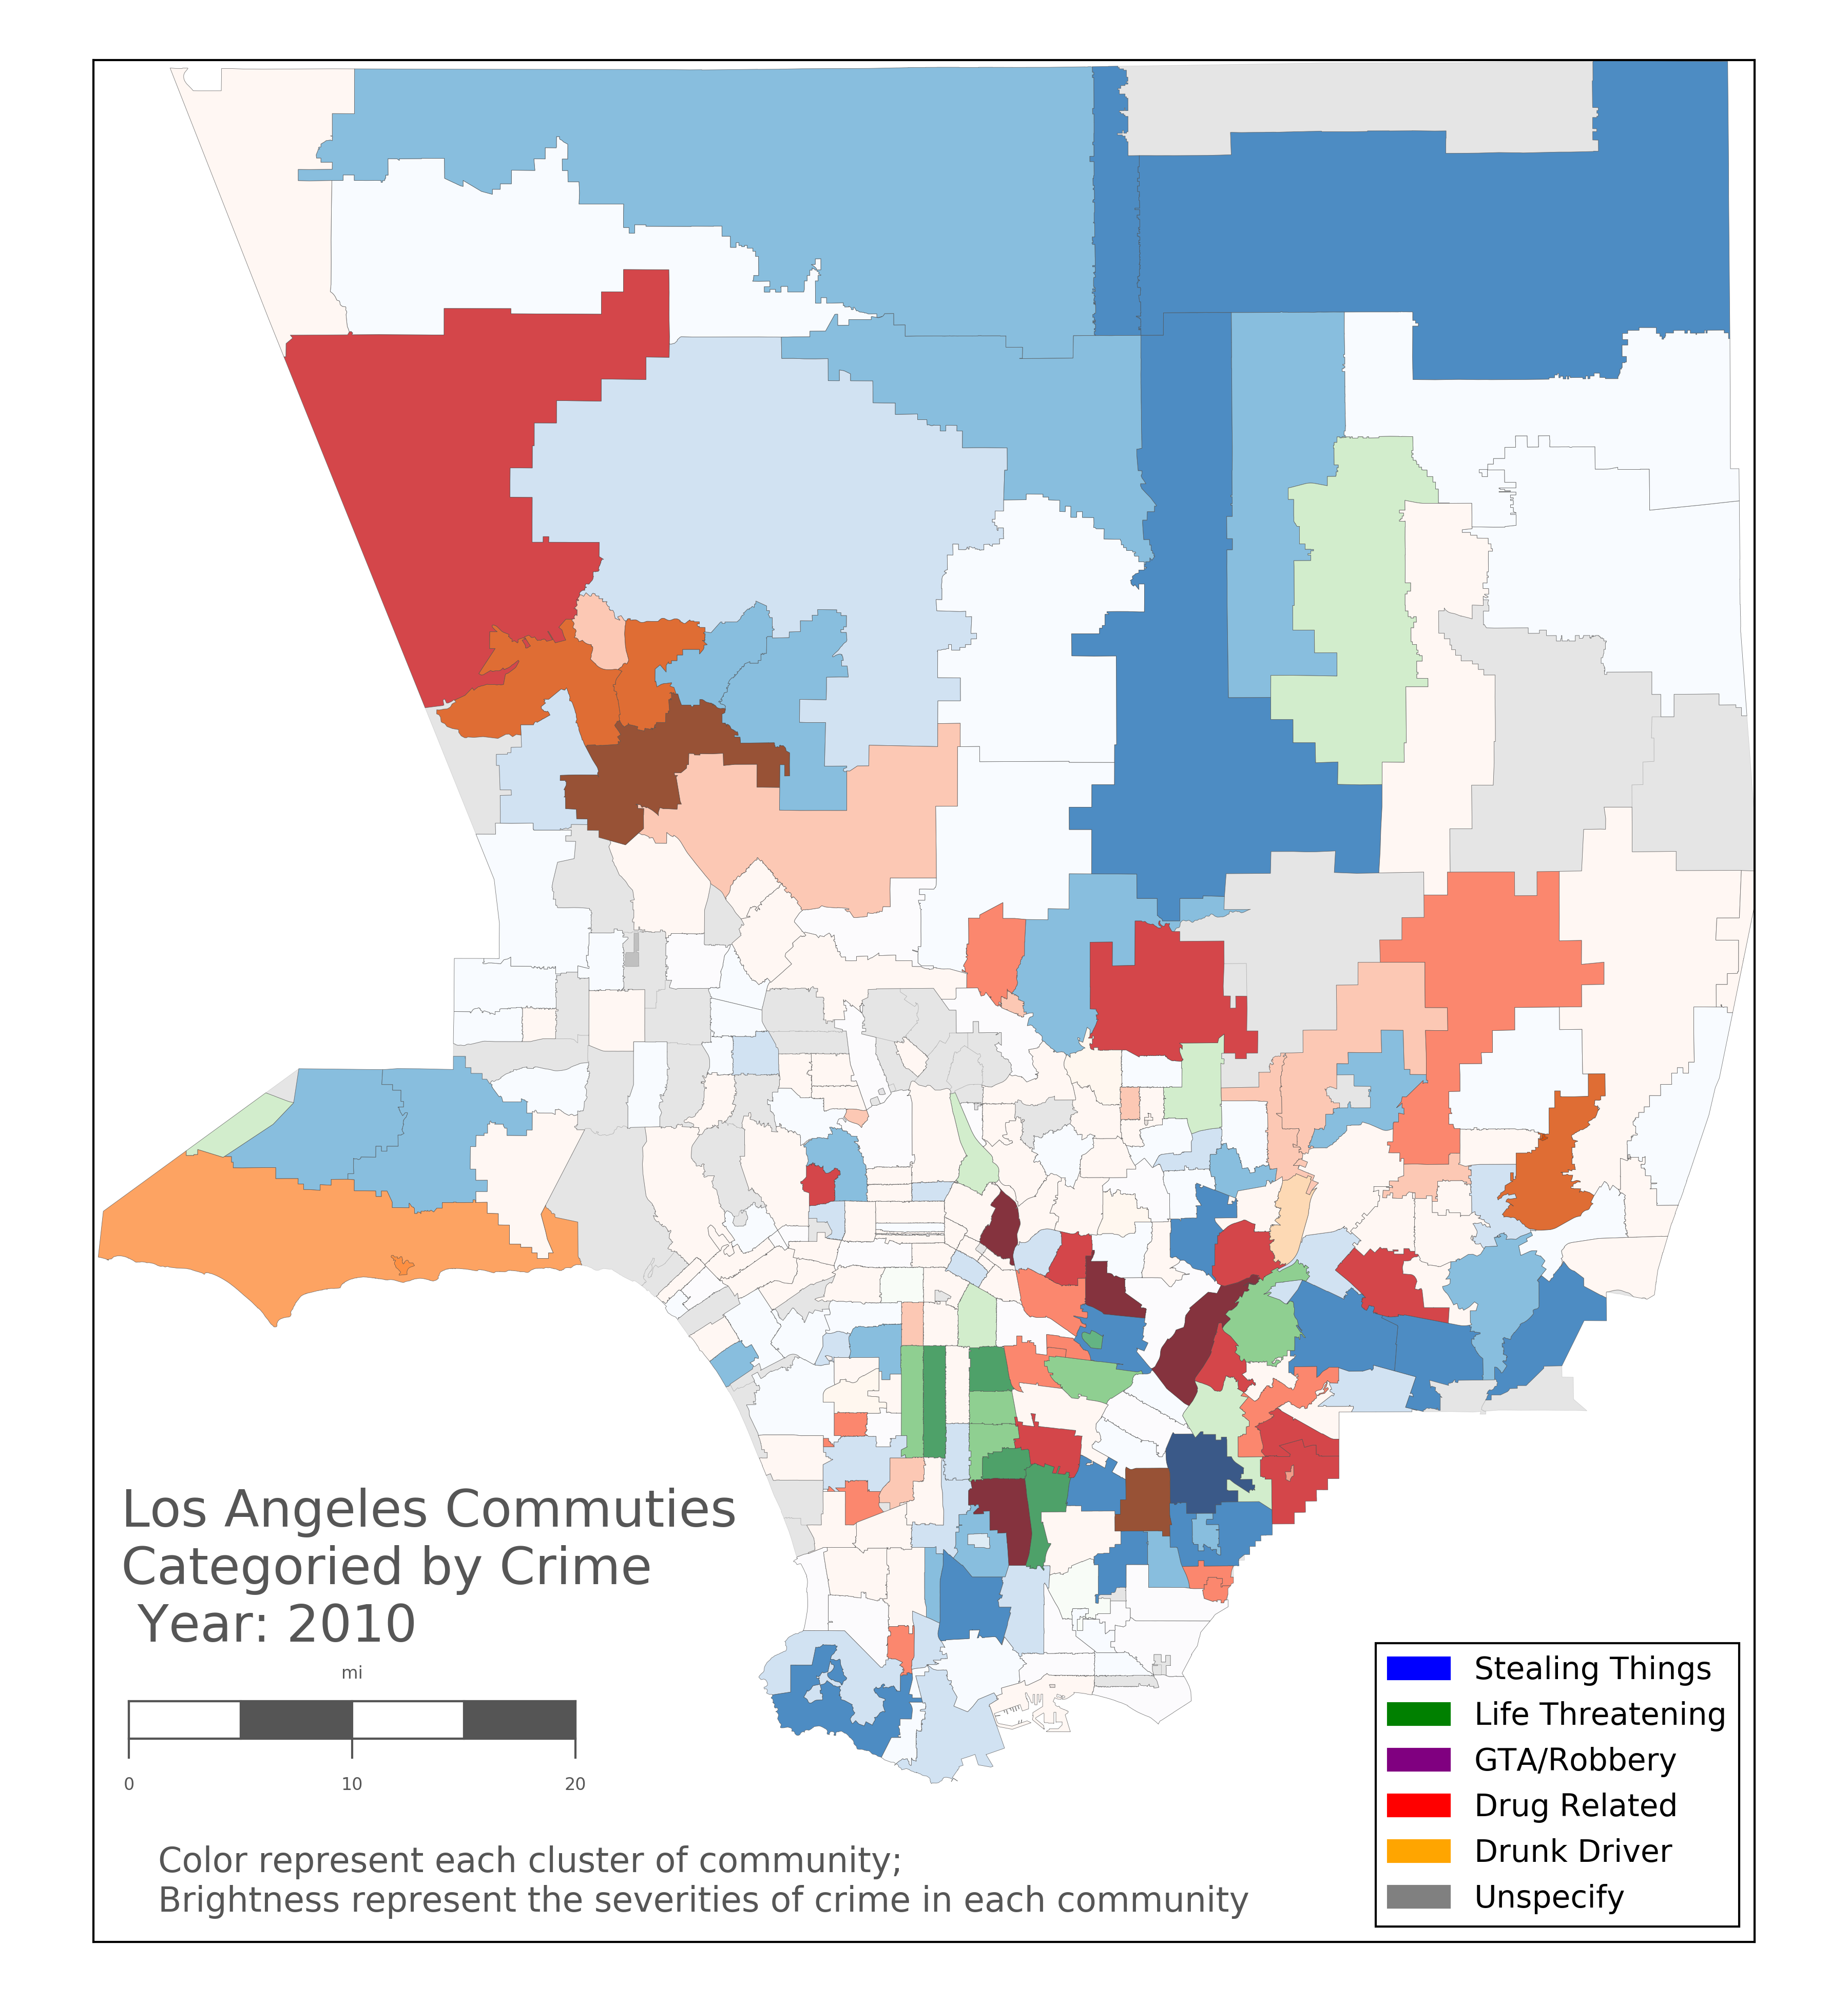 Los Angeles Commuties
Categoried by Crime
Year: 2010
mi
0 10 20
Color represent each cluster of community;
Brightness represent the severities of crime in each community
Stealing Things
Life Threatening
GTA/Robbery
Drug Related
Drunk Driver
Unspecify